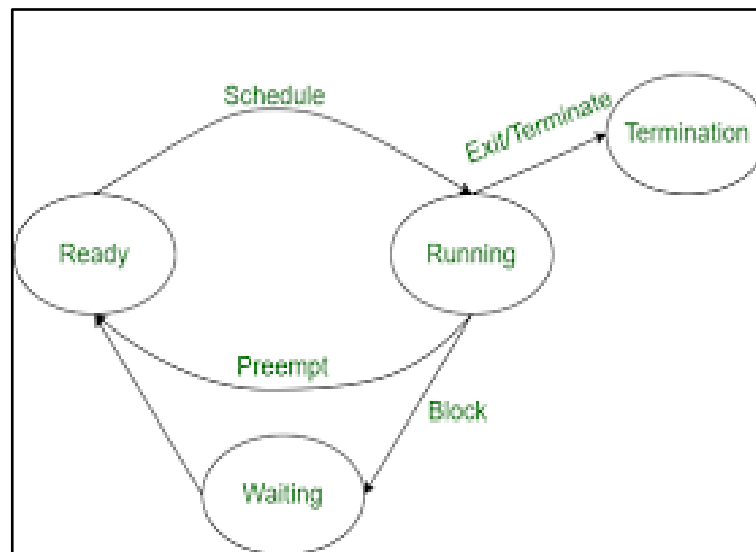 Schedule
Exit/Terminate
Termination
Ready
Running
Preempt
Block
Waiting